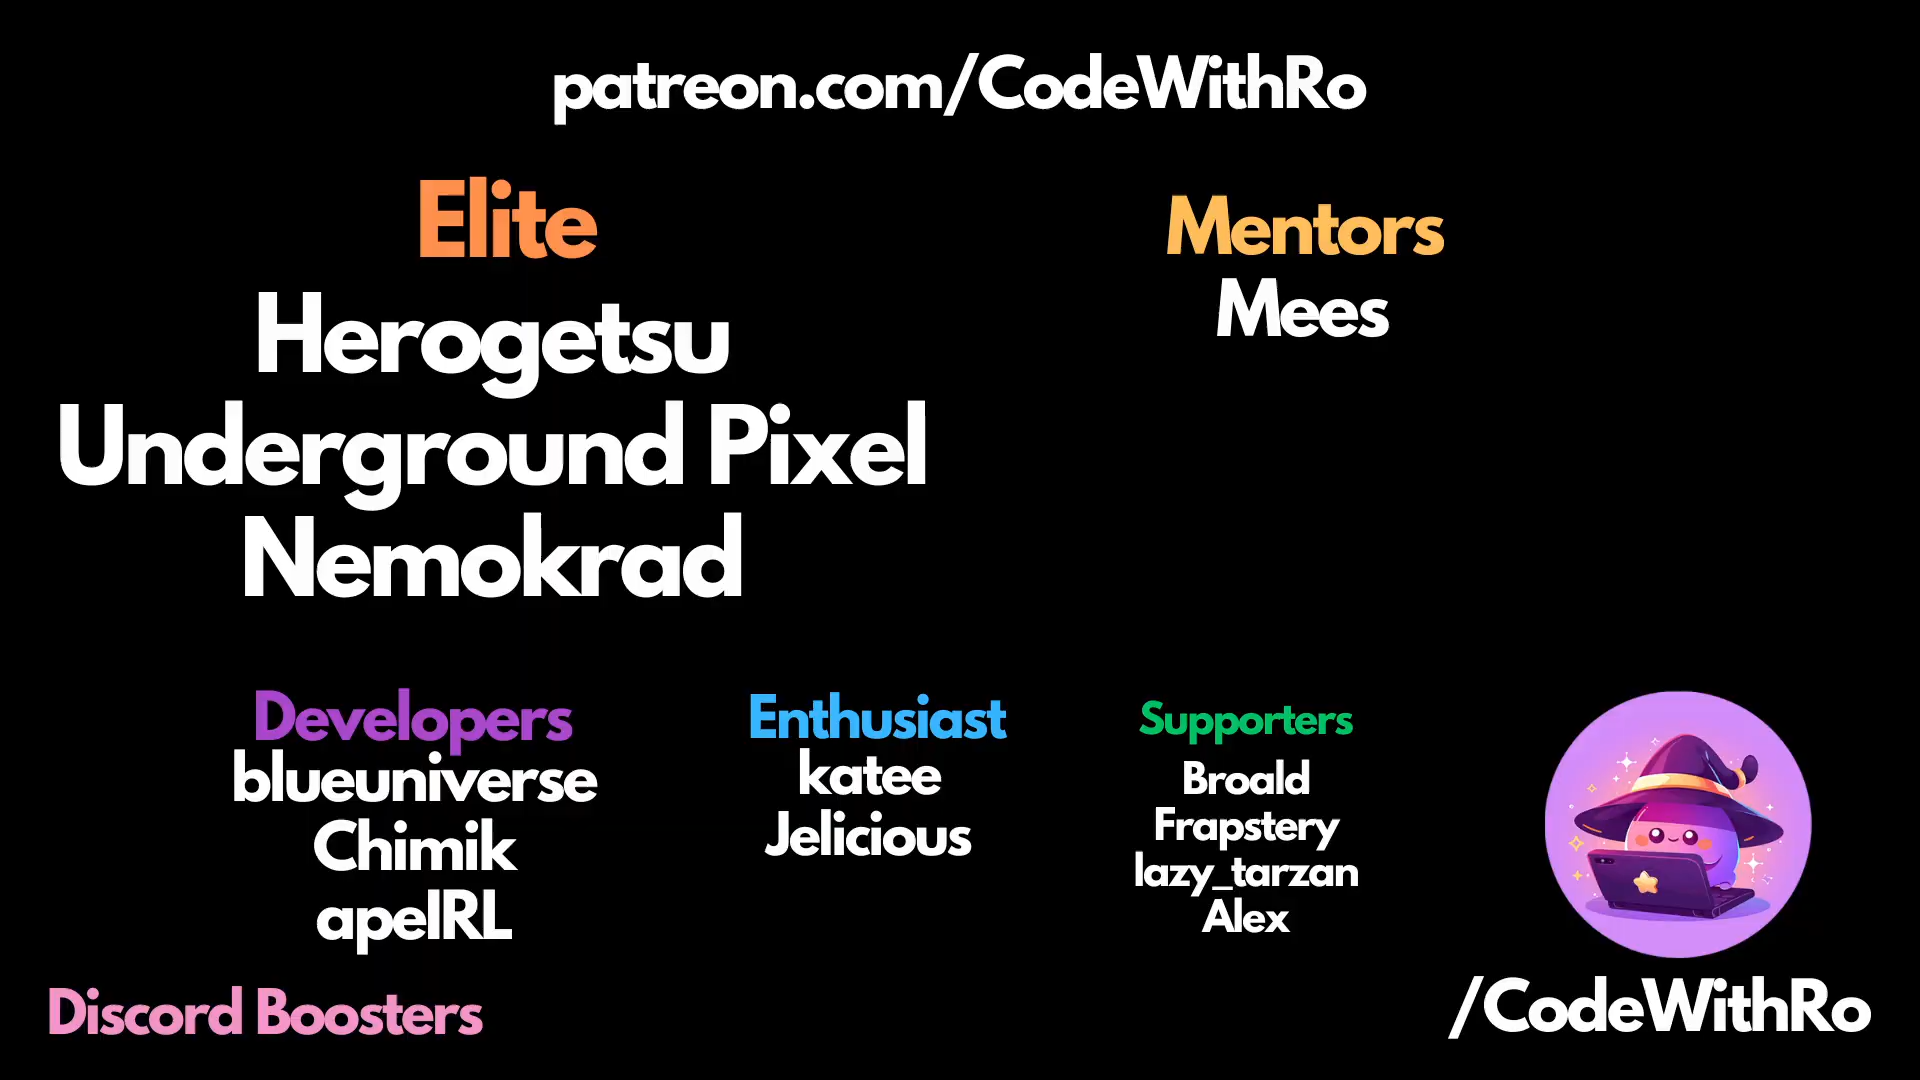 patreon.com/CodeWithRo
Elite
Herogetsu
Underground Pixel
Nemokrad
Mentors
Mees
Developers
blueuniverse
Chimik
apeIRL
Enthusiast
katee
Jelicious
Supporters
Broald
Frapstery
lazy_tarzan
Alex
Discord Boosters
/CodeWithRo